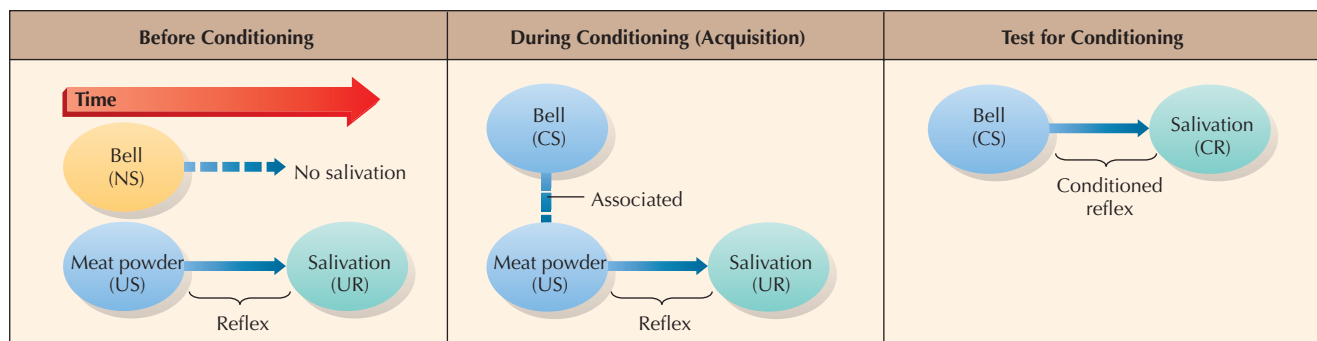 Before Conditioning
Time
Bell
(NS)
No salivation
Meat powder
(US)
Salivation
(UR)
Reflex
During Conditioning (Acquisition)
Bell
(CS)
Associated
Meat powder
(US)
Salivation
(UR)
Reflex
Test for Conditioning
Bell
(CS)
Salivation
(CR)
Conditioned
reflex